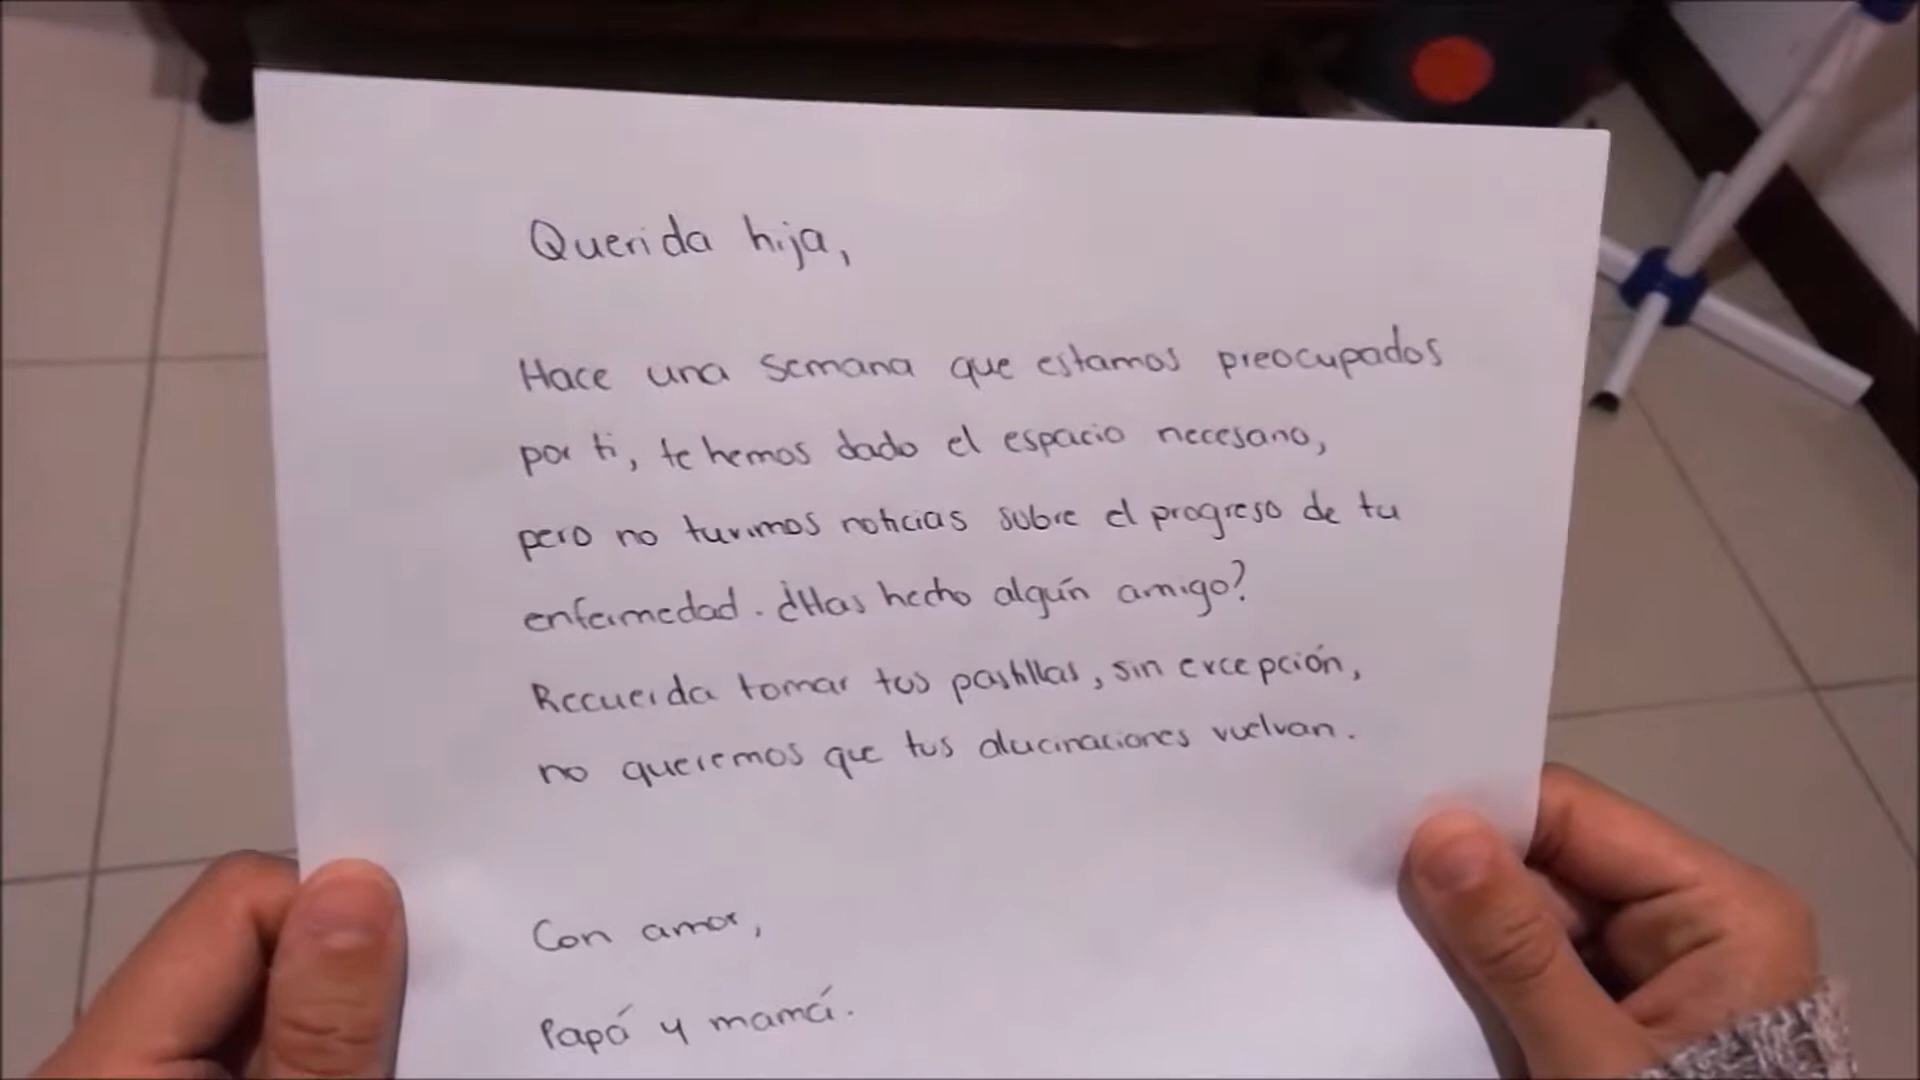 Querida hija,
Hace una semana que estamos preocupados
por ti, te hemos dado el espacio necesario,
pero no tuvimos noticias sobre el progreso de tu
enfermedad. ¿Has hecho algún amigo?
Recuerda tomar tus pastillas, sin excepción,
no queremos que tus alucinaciones vuelvan.
Con amor,
Papá y mamá.